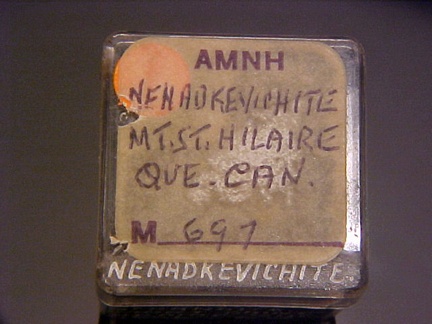 AMNH
NENADKEVICHITE
MT.ST.HILAIRE
QUE. CAN.
M 697
NENADKEVICHITE